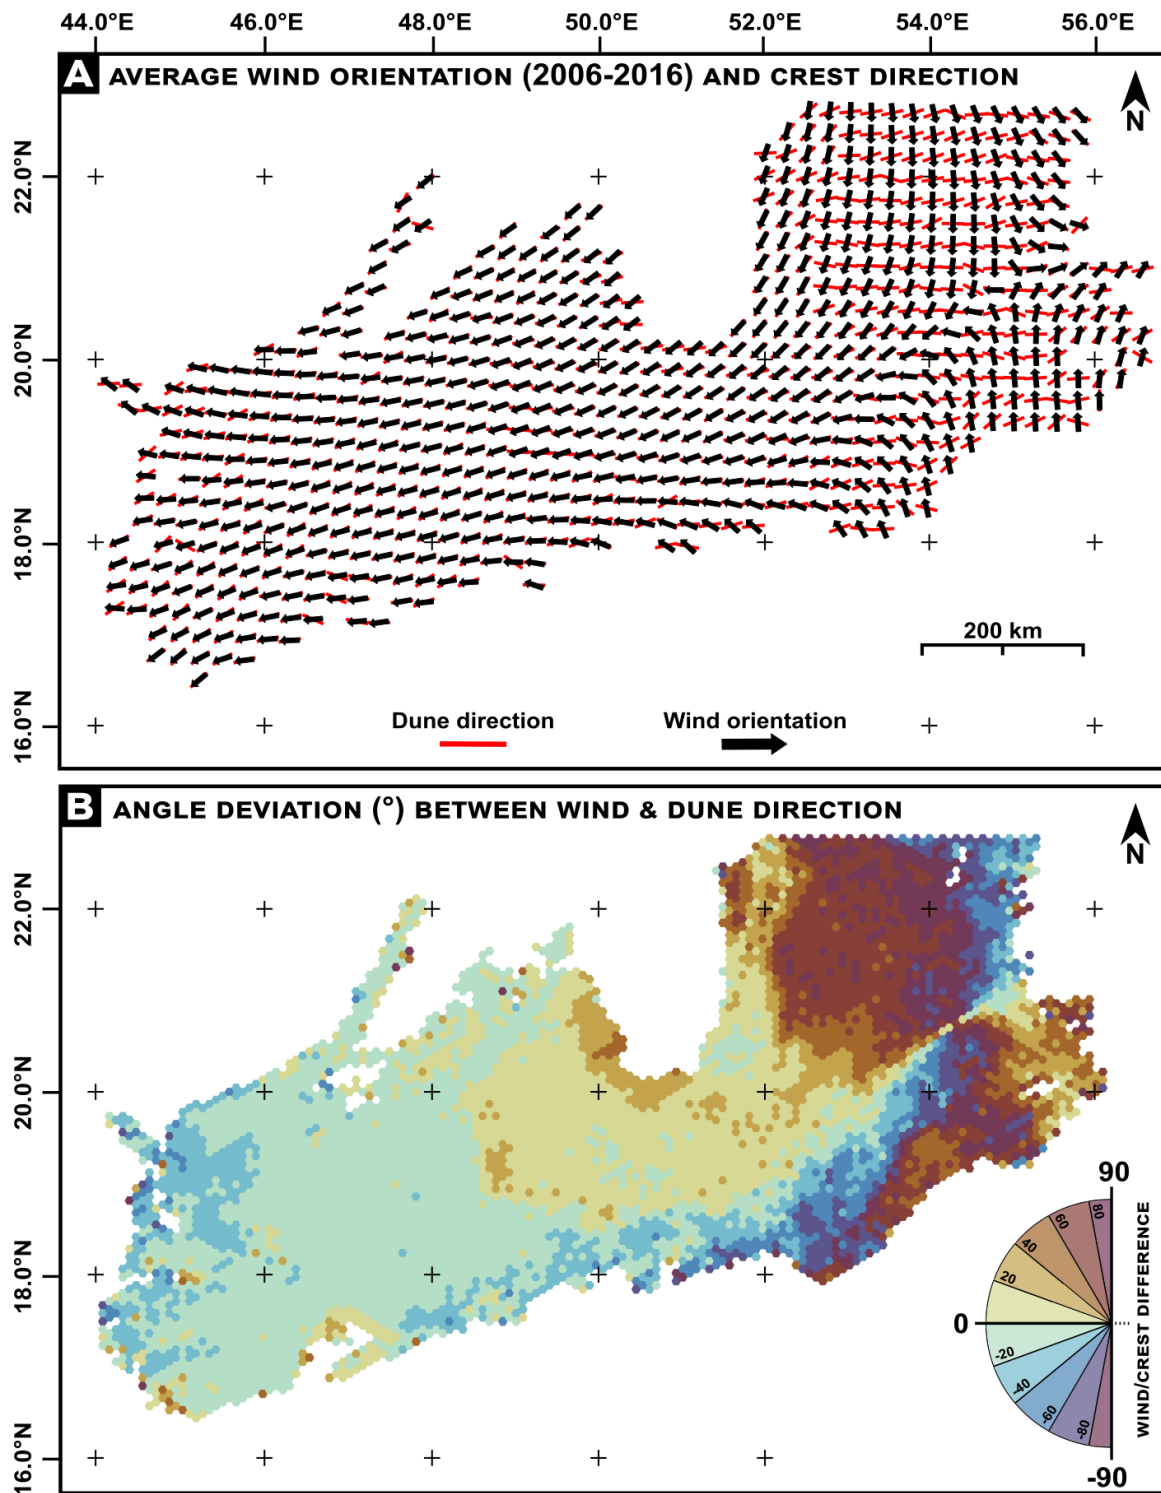 44.0°E 46.0°E 48.0°E 50.0°E 52.0°E 54.0°E 56.0°E
A AVERAGE WIND ORIENTATION (2006-2016) AND CREST DIRECTION
N
22.0°N
20.0°N
18.0°N
16.0°N
200 km
Dune direction Wind orientation
B ANGLE DEVIATION (°) BETWEEN WIND & DUNE DIRECTION
N
22.0°N
20.0°N
18.0°N
16.0°N
90
80
60
40
20
0
-20
-40
-60
-80
-90
WIND/CREST DIFFERENCE